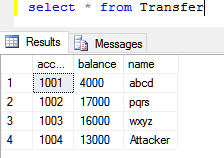 select * from Transfer
Results Messages
acc... balance name
1 1001 4000 abcd
2 1002 17000 pqrs
3 1003 16000 wxyz
4 1004 13000 Attacker